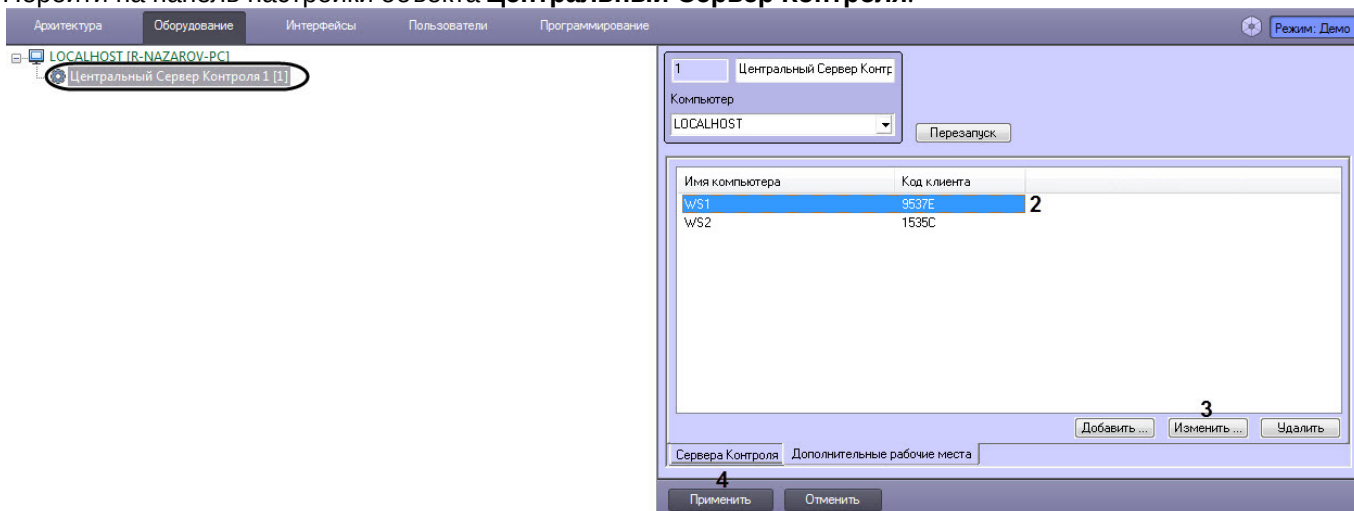 Перейти на панель настройки объекта Центральный Сервер Контроля.
Архитектура Оборудование Интерфейсы Пользователи Программирование Режим: Демо
LOCALHOST [R-NAZAROV-PC]
Центральный Сервер Контроля 1 [1]
1 Центральный Сервер Контр
Компьютер
LOCALHOST
Перезапуск
Имя компьютера Код клиента
WS1 9537E 2
WS2 1535C
3
Добавить ... Изменить ... Удалить
Сервера Контроля Дополнительные рабочие места
4
Применить Отменить